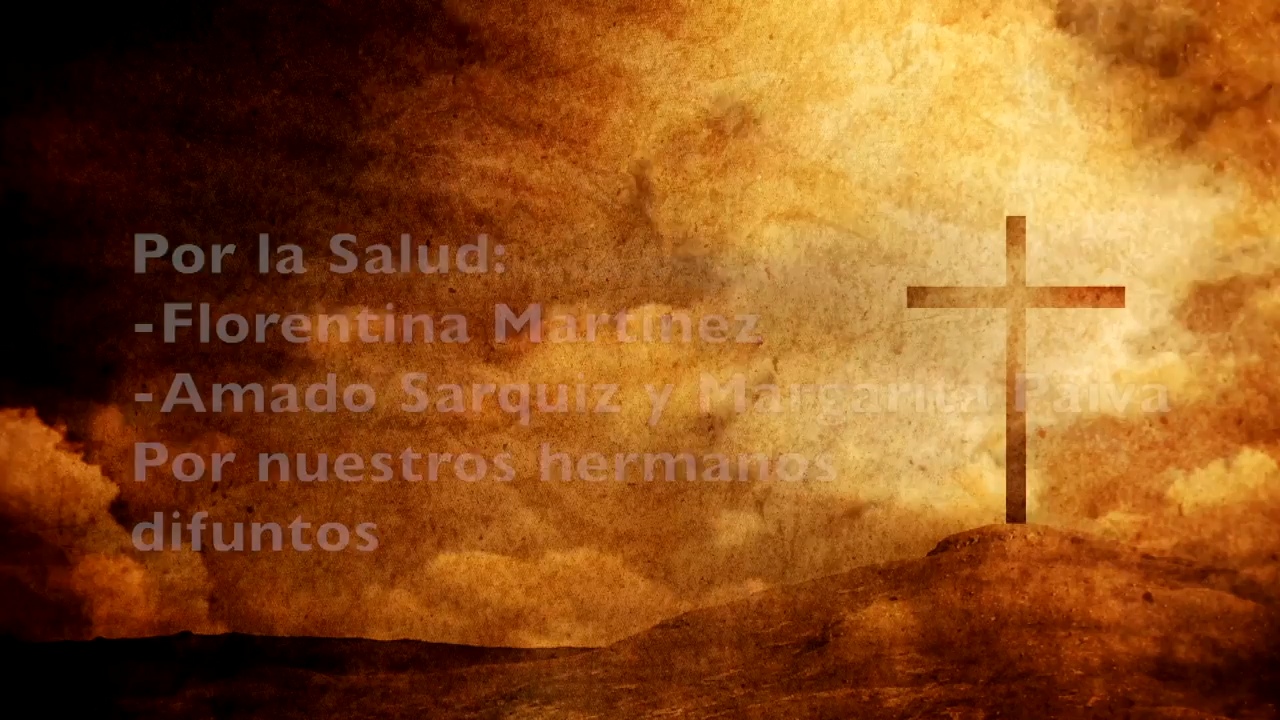 Por la Salud:
-Florentina Martinez
-Amado Sarquiz y Margarita Paiva
Por nuestros hermanos
difuntos